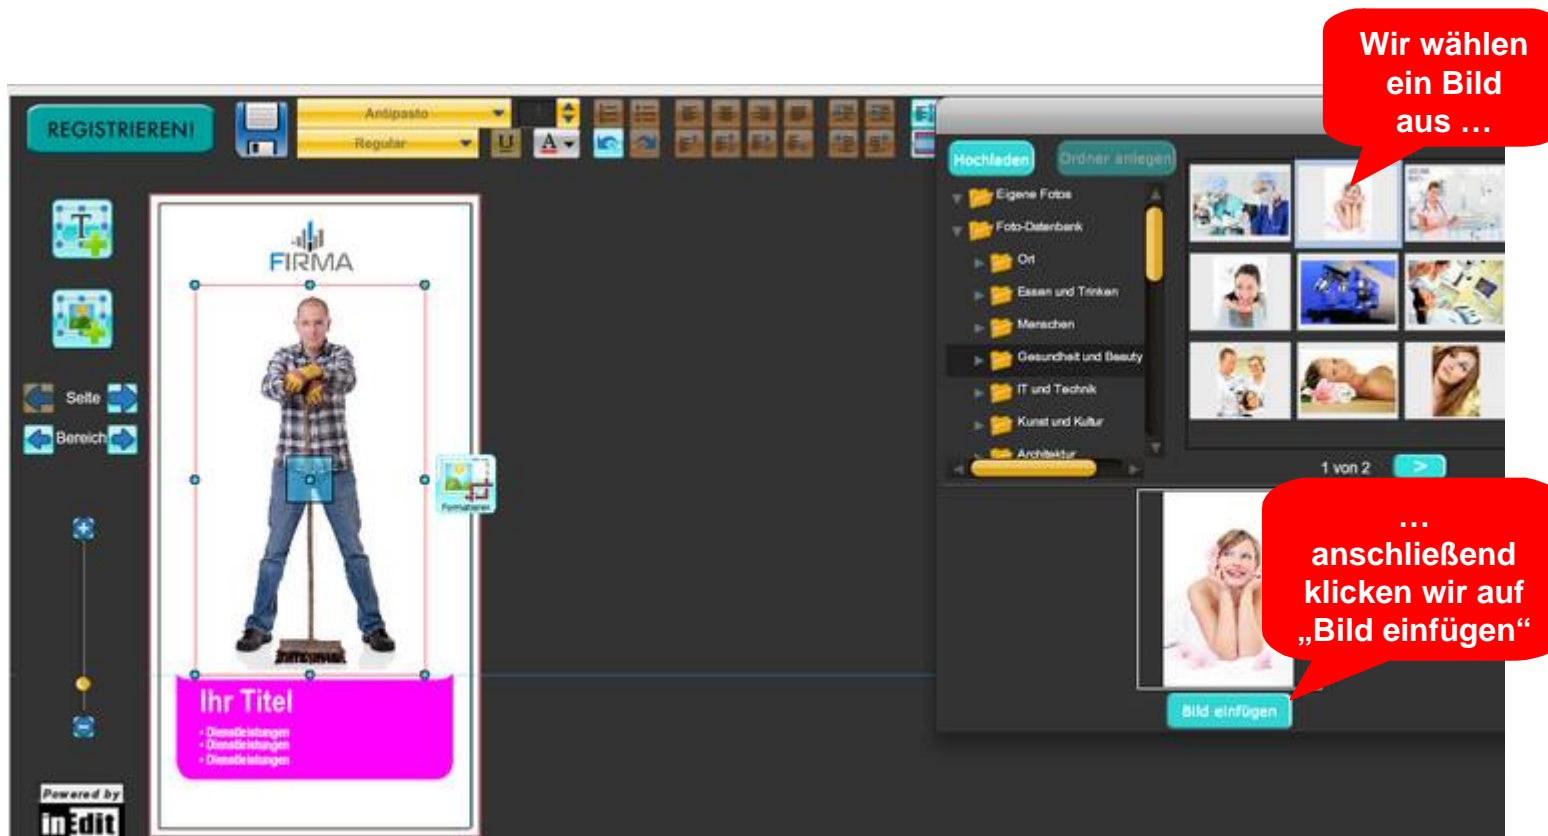 Wir wählen
ein Bild
aus …
REGISTRIEREN!
Antipasto
Regular
U
A
Hochladen
Ordner anlegen
Eigene Fotos
Foto-Datenbank
Ort
Essen und Trinken
Menschen
Gesundheit und Beauty
IT und Technik
Kunst und Kultur
Architektur
1 von 2
>
T
Seite
Bereich
FIRMA
Formatieren
…
anschließend
klicken wir auf
„Bild einfügen“
Bild einfügen
Ihr Titel
• Dienstleistungen
• Dienstleistungen
• Dienstleistungen
Powered by
inEdit